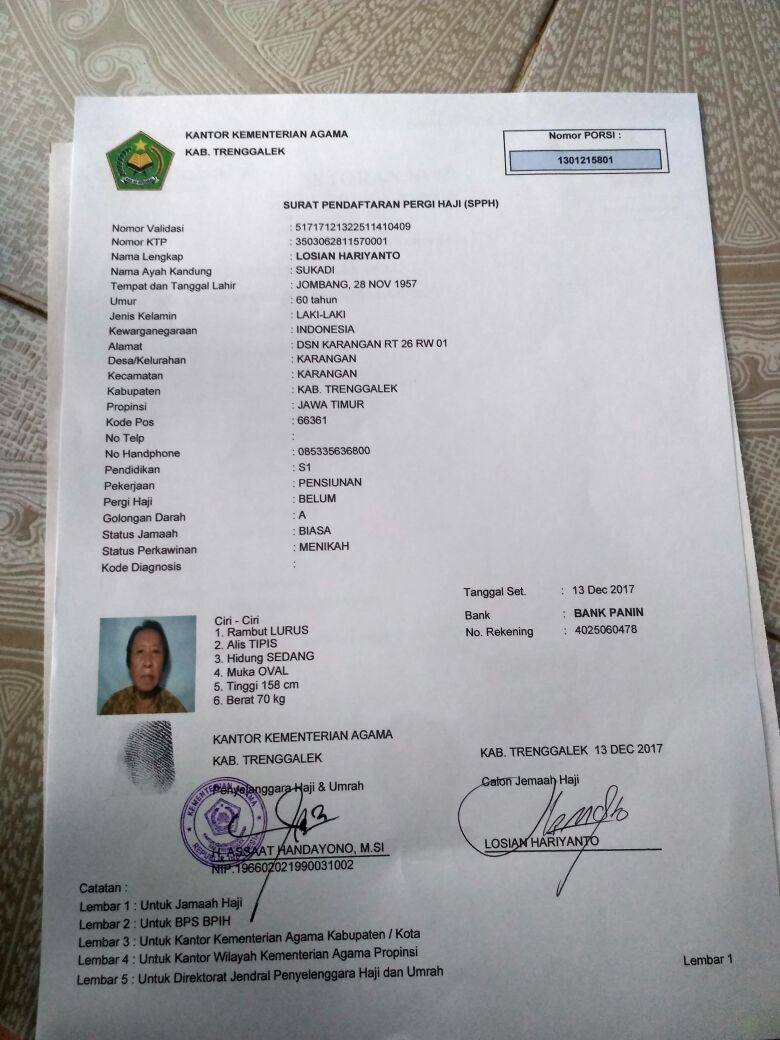 KANTOR KEMENTERIAN AGAMA
KAB. TRENGGALEK
Nomor PORSI :
1301215801
SURAT PENDAFTARAN PERGI HAJI (SPPH)
Nomor Validasi : 51717121322511410409
Nomor KTP : 3503062811570001
Nama Lengkap : LOSIAN HARIYANTO
Nama Ayah Kandung : SUKADI
Tempat dan Tanggal Lahir : JOMBANG, 28 NOV 1957
Umur : 60 tahun
Jenis Kelamin : LAKI-LAKI
Kewarganegaraan : INDONESIA
Alamat : DSN KARANGAN RT 26 RW 01
Desa/Kelurahan : KARANGAN
Kecamatan : KARANGAN
Kabupaten : KAB. TRENGGALEK
Propinsi : JAWA TIMUR
Kode Pos : 66361
No Telp :
No Handphone : 085335636800
Pendidikan : S1
Pekerjaan : PENSIUNAN
Pergi Haji : BELUM
Golongan Darah : A
Status Jamaah : BIASA
Status Perkawinan : MENIKAH
Kode Diagnosis :
Tanggal Set. : 13 Dec 2017
Bank : BANK PANIN
No. Rekening : 4025060478
Ciri - Ciri
1. Rambut LURUS
2. Alis TIPIS
3. Hidung SEDANG
4. Muka OVAL
5. Tinggi 158 cm
6. Berat 70 kg
KANTOR KEMENTERIAN AGAMA
KAB. TRENGGALEK
Penyelanggara Haji & Umrah
KEMENTERIAN AGAMA
H. ASSAAT HANDAYONO, M.SI
NIP.196602021990031002
KAB. TRENGGALEK 13 DEC 2017
Calon Jemaah Haji
LOSIAN HARIYANTO
Catatan :
Lembar 1 : Untuk Jamaah Haji
Lembar 2 : Untuk BPS BPIH
Lembar 3 : Untuk Kantor Kementerian Agama Kabupaten / Kota
Lembar 4 : Untuk Kantor Wilayah Kementerian Agama Propinsi
Lembar 5 : Untuk Direktorat Jendral Penyelenggara Haji dan Umrah
Lembar 1